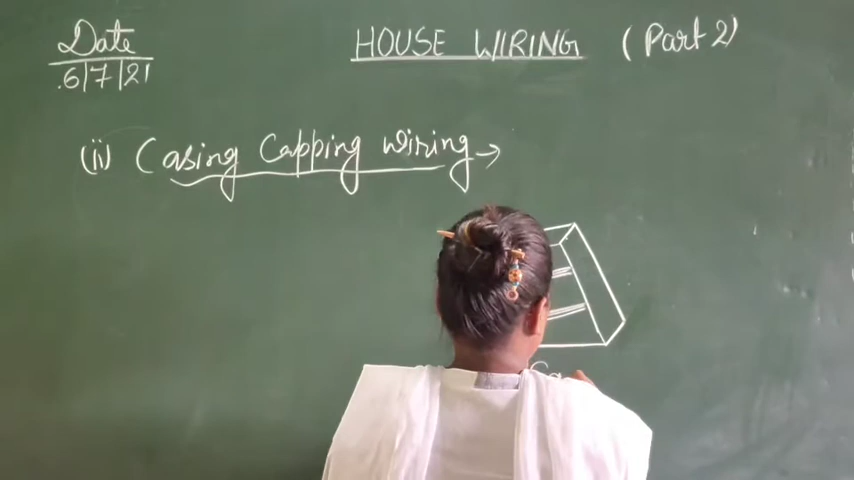 Date
6/7/21
HOUSE WIRING (Part 2)
(ii) Casing Capping Wiring →